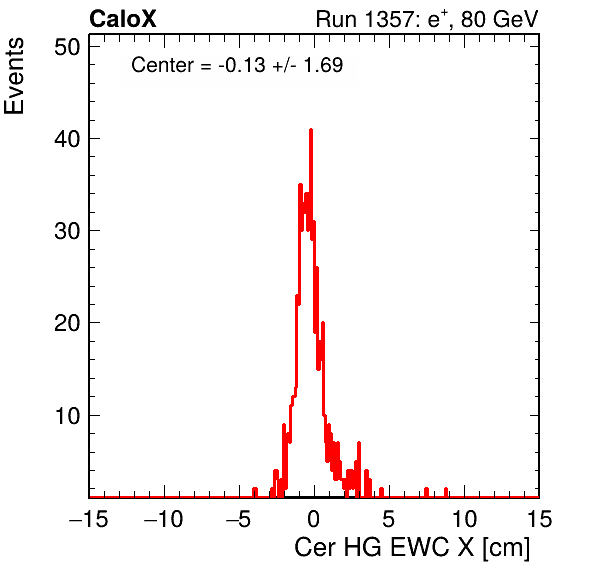 CaloX Run 1357: e⁺, 80 GeV
Events
Center = -0.13 +/- 1.69
50
40
30
20
10
−15 −10 −5 0 5 10 15
Cer HG EWC X [cm]